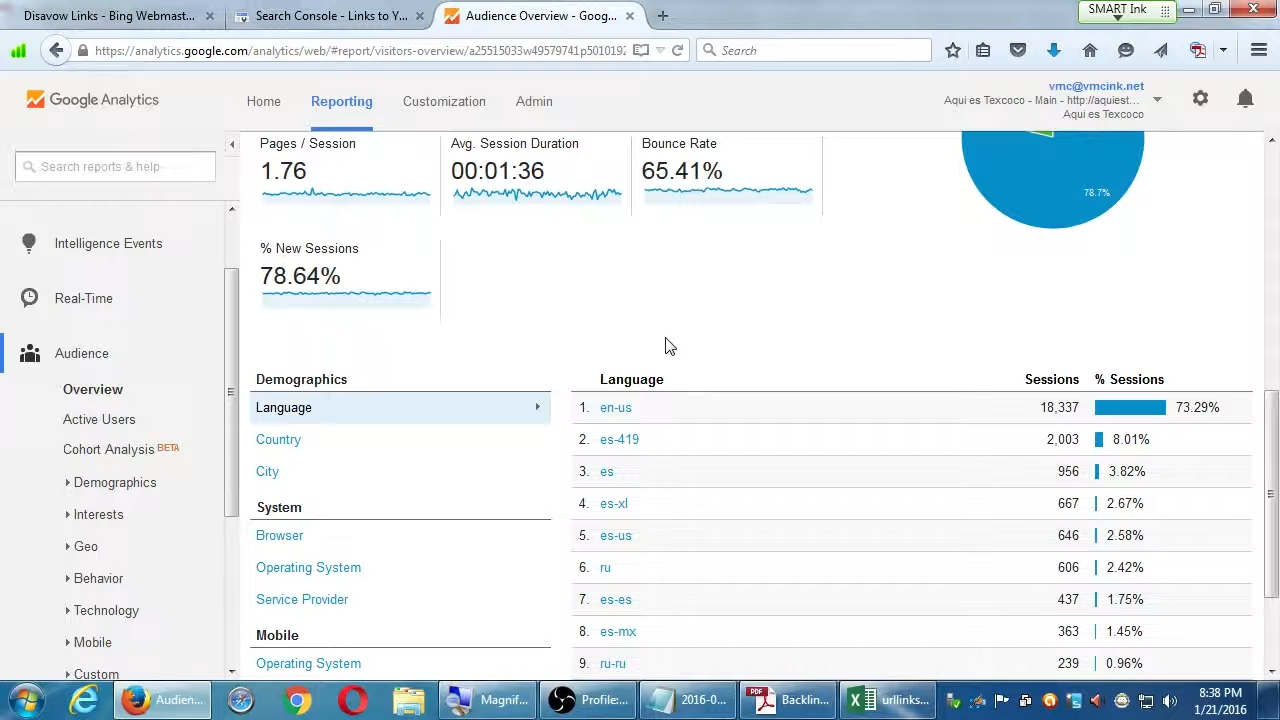 Disavow Links - Bing Webmast...
Search Console - Links to Y...
Audience Overview - Goog...
SMART Ink
https://analytics.google.com/analytics/web/#report/visitors-overview/a25515033w49579741p5010192
Search
Google Analytics
Home
Reporting
Customization
Admin
vmc@vmcink.net
Aqui es Texcoco - Main - http://aquiest...
Aqui es Texcoco
Search reports & help
Intelligence Events
Real-Time
Audience
Overview
Active Users
Cohort Analysis BETA
Demographics
Interests
Geo
Behavior
Technology
Mobile
Custom
Pages / Session
1.76
Avg. Session Duration
00:01:36
Bounce Rate
65.41%
% New Sessions
78.64%
78.7%
Demographics
Language
Country
City
System
Browser
Operating System
Service Provider
Mobile
Operating System
Language Sessions % Sessions
1. en-us 18,337 73.29%
2. es-419 2,003 8.01%
3. es 956 3.82%
4. es-xl 667 2.67%
5. es-us 646 2.58%
6. ru 606 2.42%
7. es-es 437 1.75%
8. es-mx 363 1.45%
9. ru-ru 239 0.96%
Audien...
Magnif...
Profile:...
2016-0...
PDF
Backlin...
urllinks...
8:38 PM
1/21/2016